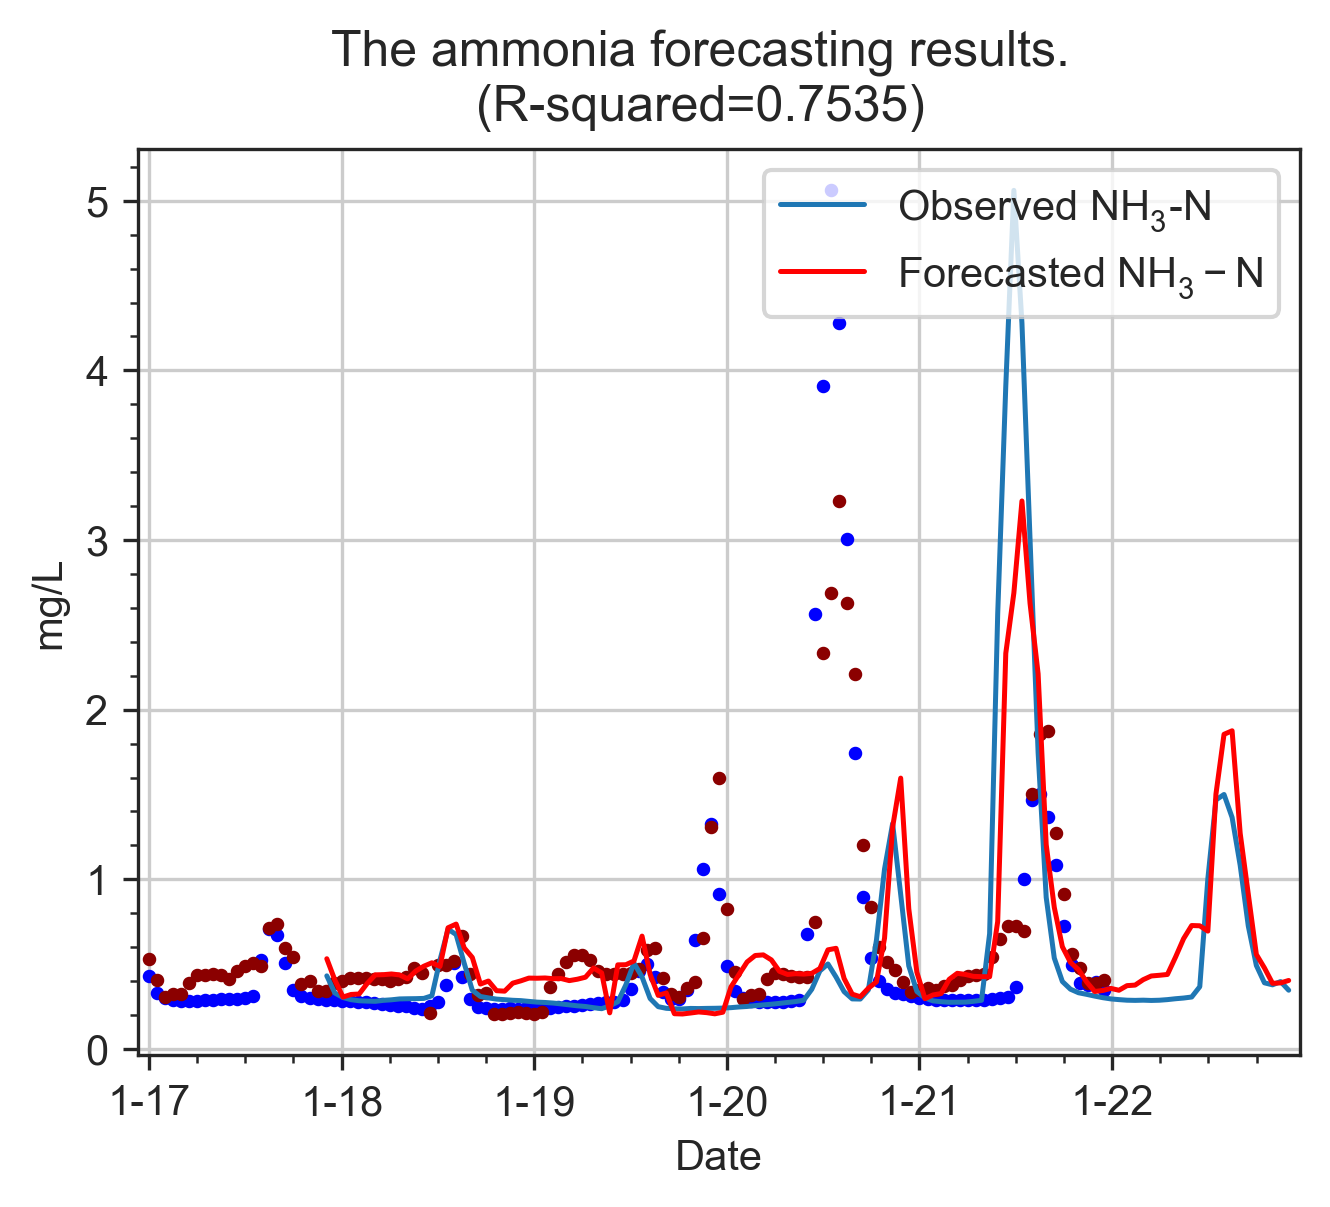 The ammonia forecasting results.
(R-squared=0.7535)
Observed NH₃-N
Forecasted NH₃ − N
mg/L
5
4
3
2
1
0
1-17 1-18 1-19 1-20 1-21 1-22
Date